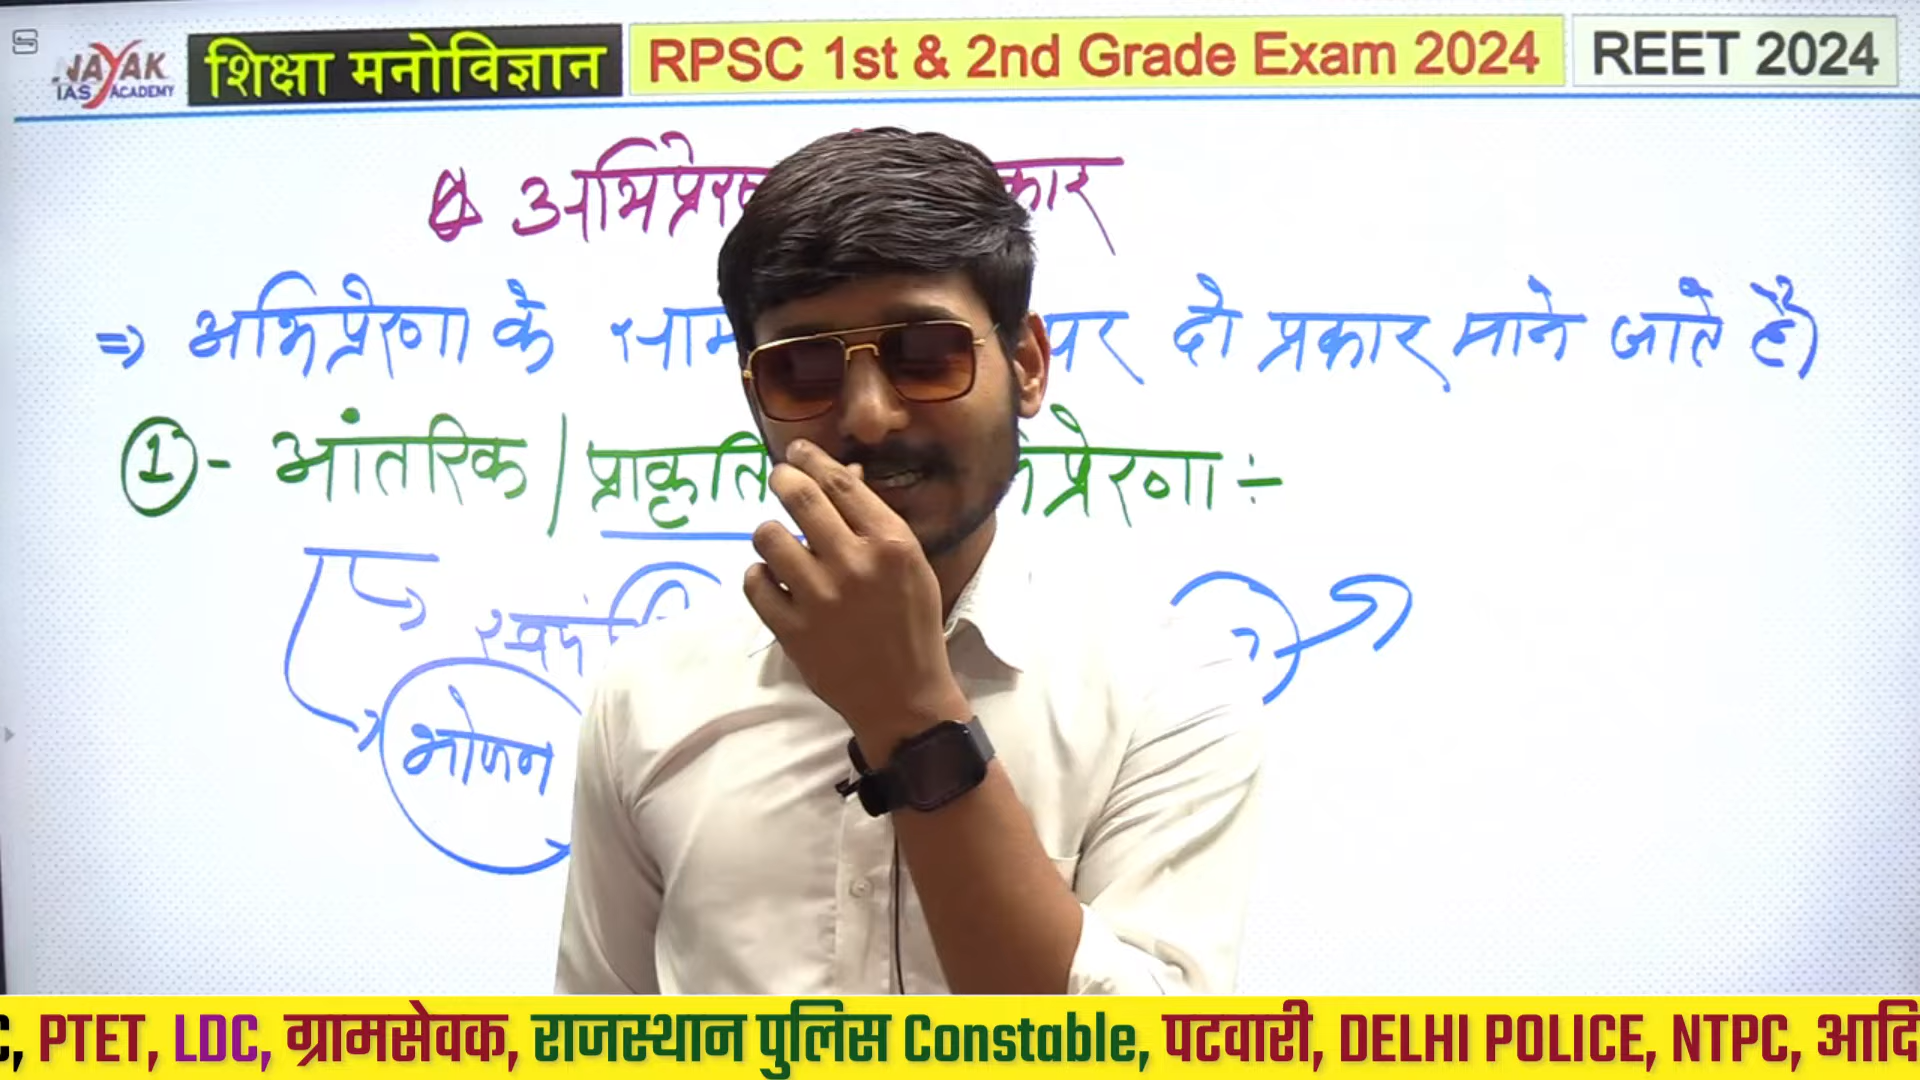 NAYAK
IAS ACADEMY
शिक्षा मनोविज्ञान
RPSC 1st & 2nd Grade Exam 2024
REET 2024
⇒ अभिप्रेरणा के पर दो प्रकार माने जाते है)
① - आंतरिक / प्राकृति प्रेरणा ÷
भोजन
PTET, LDC, ग्रामसेवक, राजस्थान पुलिस Constable, पटवारी, DELHI POLICE, NTPC, आदि